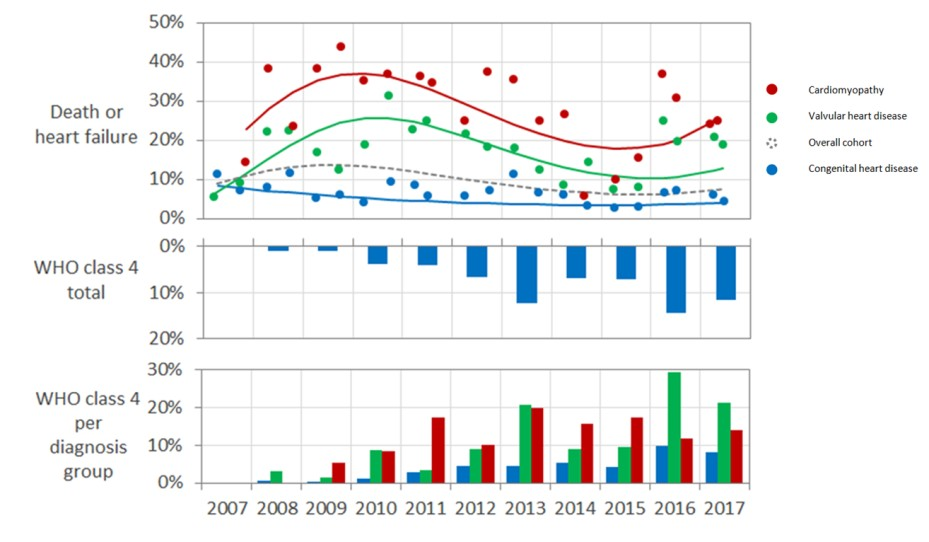 50%
40%
30%
20%
10%
0%
Death or
heart failure
Cardiomyopathy
Valvular heart disease
Overall cohort
Congenital heart disease
0%
10%
20%
WHO class 4
total
30%
20%
10%
0%
WHO class 4
per
diagnosis
group
2007 2008 2009 2010 2011 2012 2013 2014 2015 2016 2017